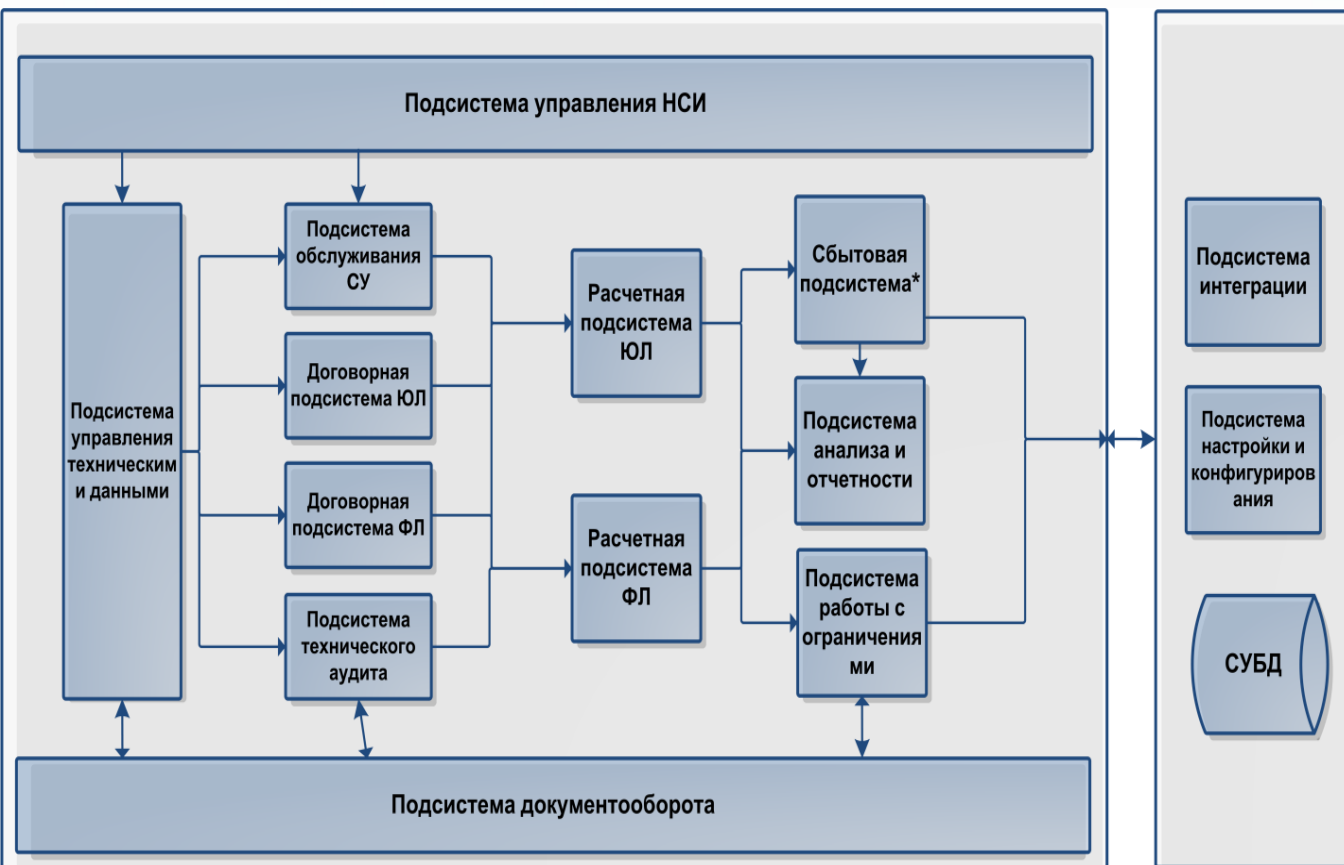 Подсистема управления НСИ
Подсистема
управления
техническим
и данными
Подсистема
обслуживания
СУ
Договорная
подсистема ЮЛ
Договорная
подсистема ФЛ
Подсистема
технического
аудита
Расчетная
подсистема
ЮЛ
Расчетная
подсистема
ФЛ
Сбытовая
подсистема*
Подсистема
анализа и
отчетности
Подсистема
работы с
ограничения
ми
Подсистема документооборота
Подсистема
интеграции
Подсистема
настройки и
конфигуриров
ания
СУБД